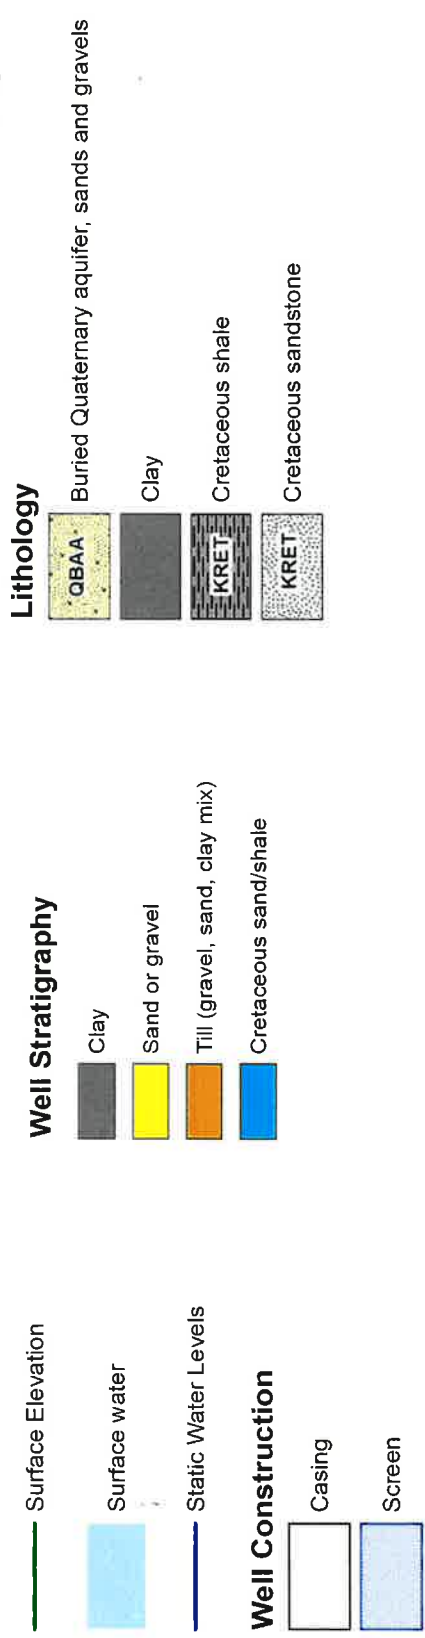 Surface Elevation
Surface water
Static Water Levels
Well Construction
Casing
Screen
Well Stratigraphy
Clay
Sand or gravel
Till (gravel, sand, clay mix)
Cretaceous sand/shale
Lithology
QBAA
Buried Quaternary aquifer, sands and gravels
Clay
KRET
Cretaceous shale
KRET
Cretaceous sandstone